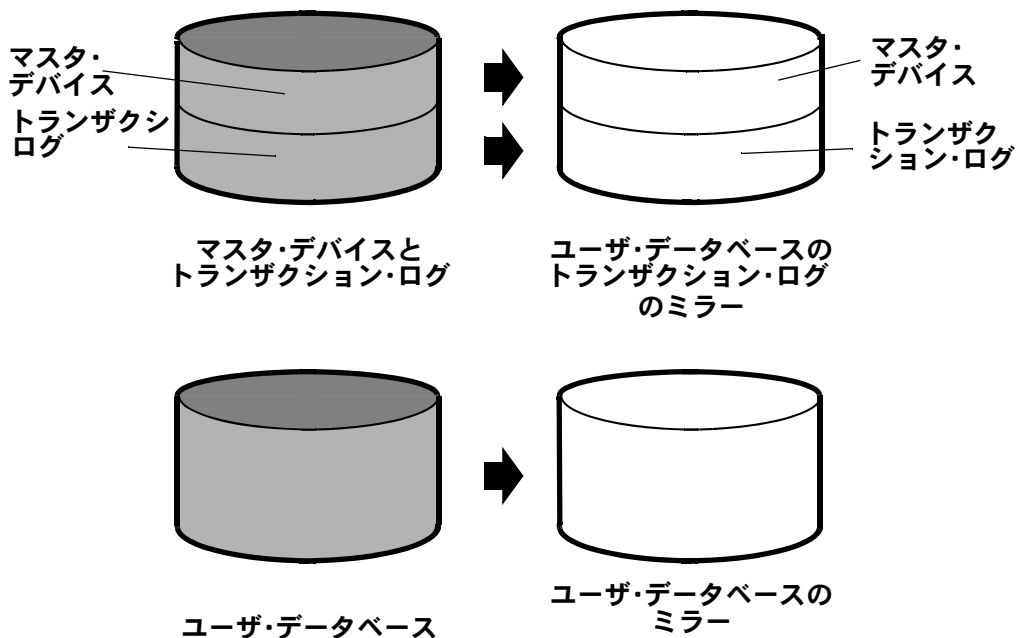 マスタ・
デバイス
トランザクシ
ログ
マスタ・
デバイス
トランザク
ション・ログ
マスタ・デバイスと
トランザクション・ログ
ユーザ・データベースの
トランザクション・ログ
のミラー
ユーザ・データベース
ユーザ・データベースの
ミラー